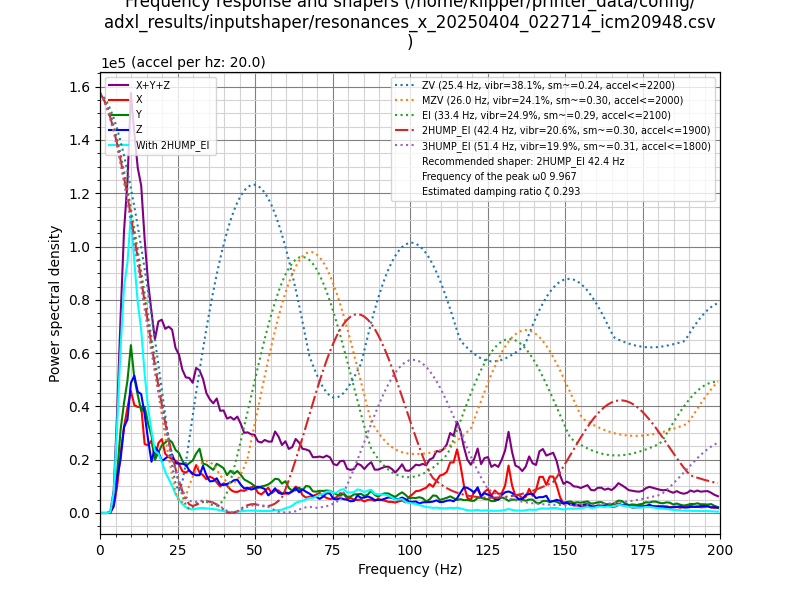 Frequency response and shapers (/home/klipper/printer_data/config/
adxl_results/inputshaper/resonances_x_20250404_022714_icm20948.csv
)
1e5 (accel per hz: 20.0)
X+Y+Z
X
Y
Z
With 2HUMP_EI
ZV (25.4 Hz, vibr=38.1%, sm~=0.24, accel<=2200)
MZV (26.0 Hz, vibr=24.1%, sm~=0.30, accel<=2000)
EI (33.4 Hz, vibr=24.9%, sm~=0.29, accel<=2100)
2HUMP_EI (42.4 Hz, vibr=20.6%, sm~=0.30, accel<=1900)
3HUMP_EI (51.4 Hz, vibr=19.9%, sm~=0.31, accel<=1800)
Recommended shaper: 2HUMP_EI 42.4 Hz
Frequency of the peak ω0 9.967
Estimated damping ratio ζ 0.293
Power spectral density
1.6
1.4
1.2
1.0
0.8
0.6
0.4
0.2
0.0
0 25 50 75 100 125 150 175 200
Frequency (Hz)